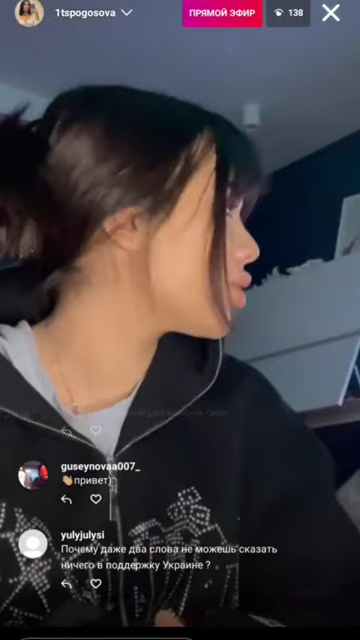 1tspogosova
ПРЯМОЙ ЭФИР
138
guseynovaa007_
👋🏼привет)
yulyjulysi
Почему даже два слова не можешь сказать
ничего в поддержку Украине ?